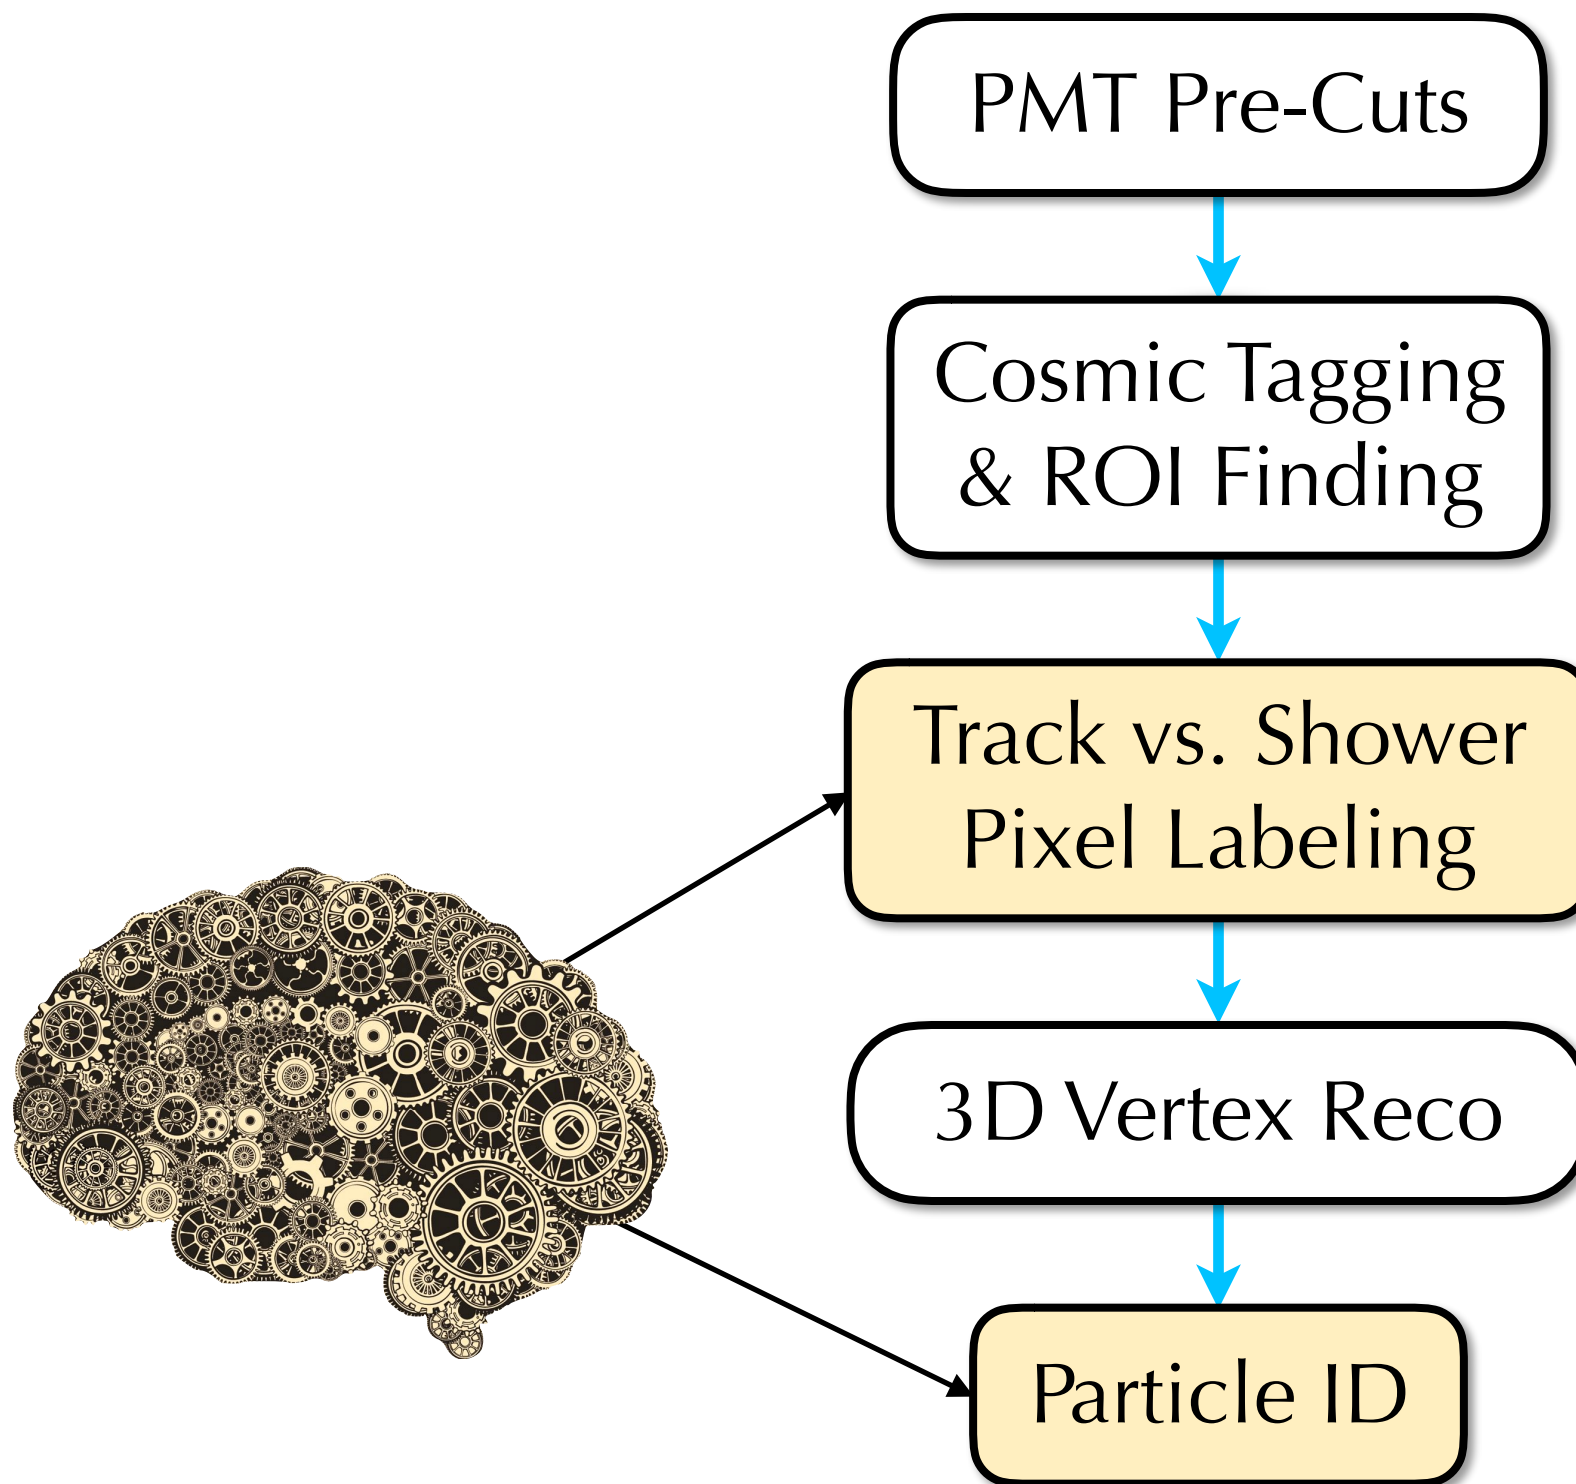 PMT Pre-Cuts
Cosmic Tagging
& ROI Finding
Track vs. Shower
Pixel Labeling
3D Vertex Reco
Particle ID